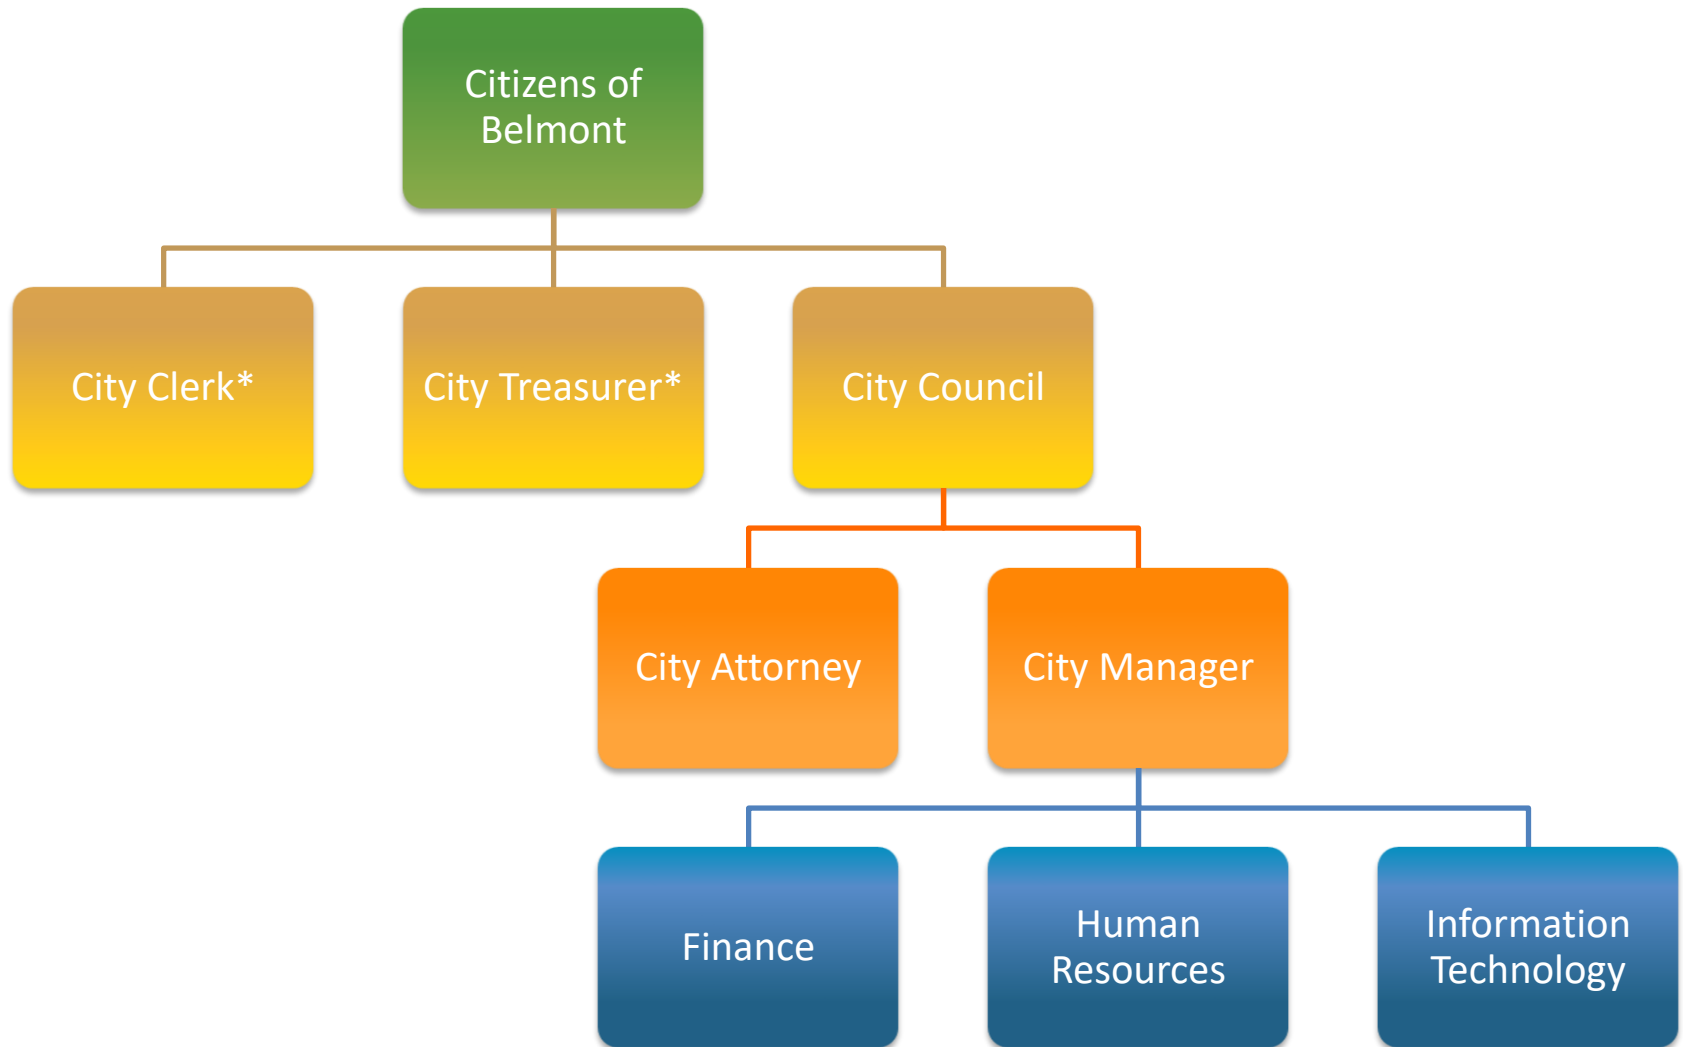 Citizens of
Belmont
City Clerk*
City Treasurer*
City Council
City Attorney
City Manager
Finance
Human
Resources
Information
Technology